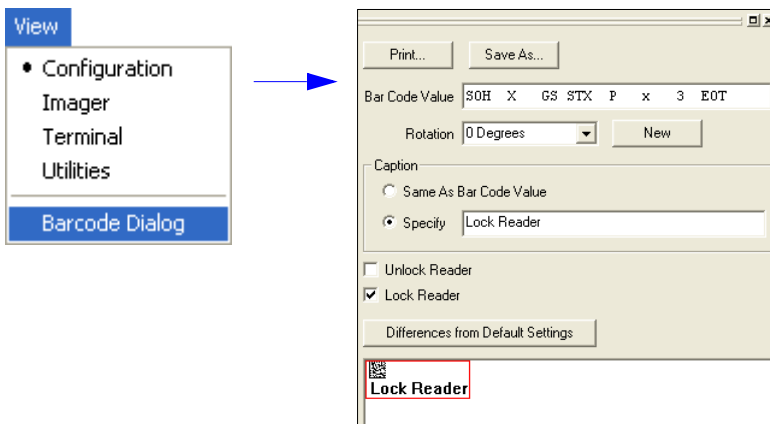 View
• Configuration
Imager
Terminal
Utilities
Barcode Dialog
Print... Save As...
Bar Code Value SOH X GS STX P x 3 EOT
Rotation 0 Degrees New
Caption
Same As Bar Code Value
Specify Lock Reader
Unlock Reader
Lock Reader
Differences from Default Settings
Lock Reader